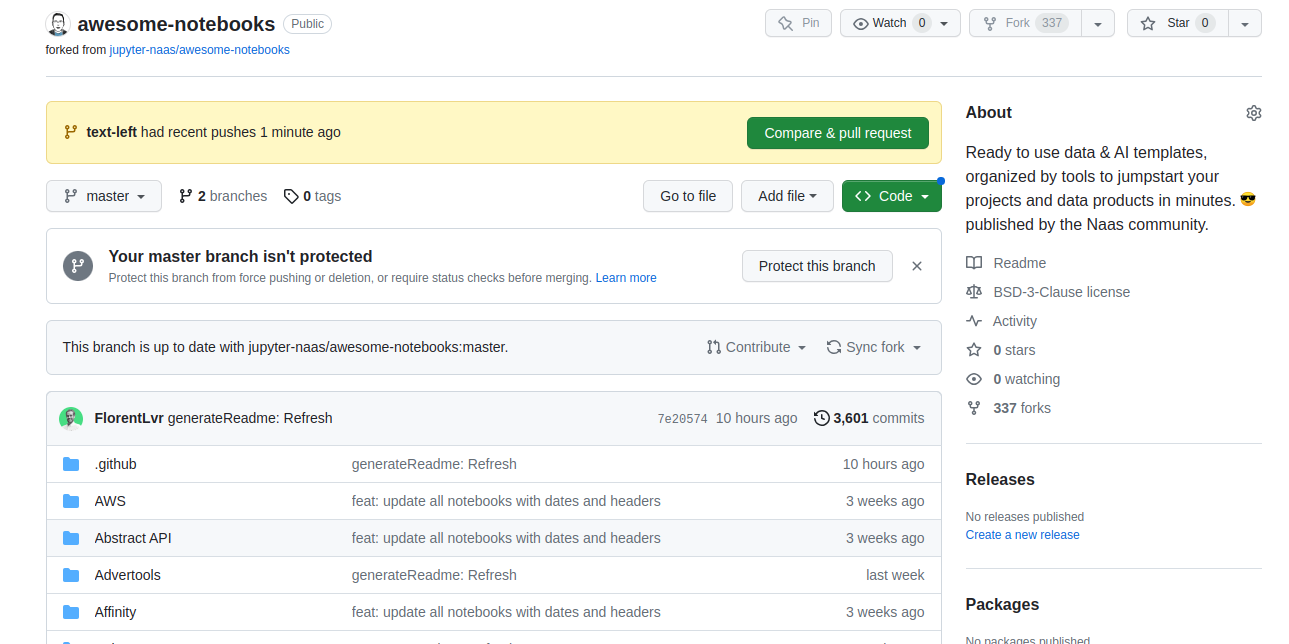 awesome-notebooks Public Pin Watch 0 Fork 337 Star 0
forked from jupyter-naas/awesome-notebooks
text-left had recent pushes 1 minute ago Compare & pull request
master 2 branches 0 tags Go to file Add file Code
Your master branch isn't protected
Protect this branch from force pushing or deletion, or require status checks before merging. Learn more
Protect this branch
This branch is up to date with jupyter-naas/awesome-notebooks:master. Contribute Sync fork
FlorentLvr generateReadme: Refresh 7e20574 10 hours ago 3,601 commits
.github generateReadme: Refresh 10 hours ago
AWS feat: update all notebooks with dates and headers 3 weeks ago
Abstract API feat: update all notebooks with dates and headers 3 weeks ago
Advertools generateReadme: Refresh last week
Affinity feat: update all notebooks with dates and headers 3 weeks ago
About
Ready to use data & AI templates,
organized by tools to jumpstart your
projects and data products in minutes. 😎
published by the Naas community.
Readme
BSD-3-Clause license
Activity
0 stars
0 watching
337 forks
Releases
No releases published
Create a new release
Packages
No packages published